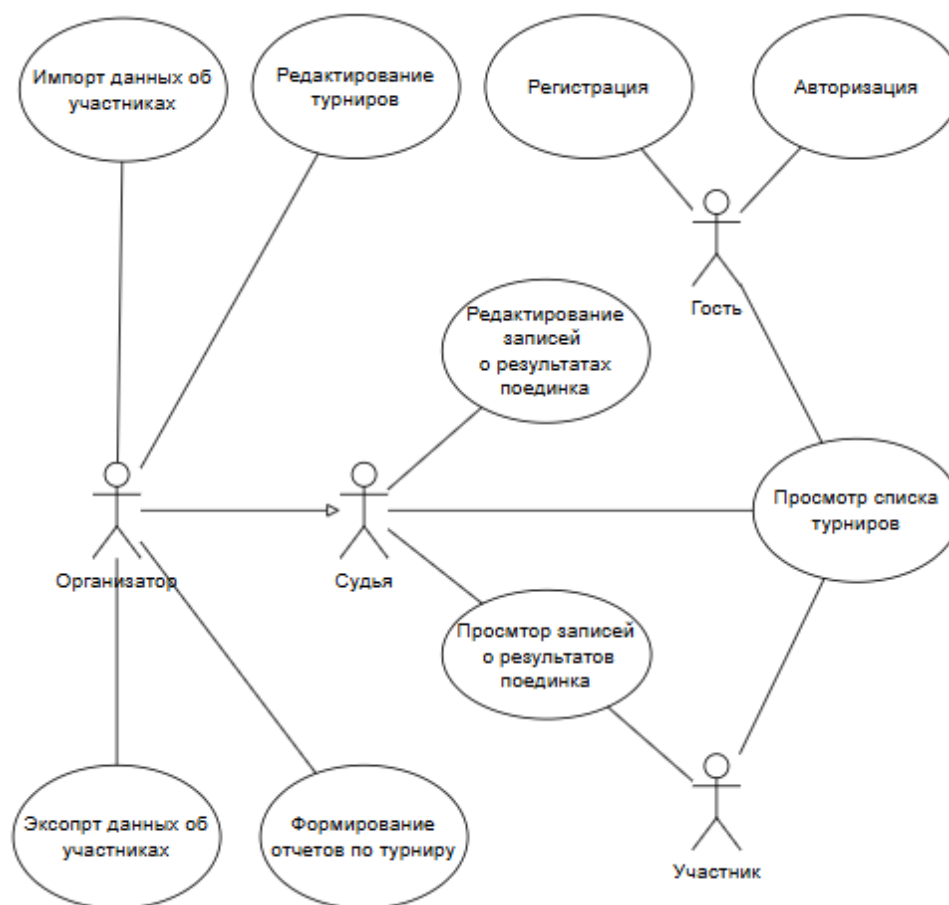 Импорт данных об
участниках
Редактирование
турниров
Регистрация
Авторизация
Гость
Редактирование
записей
о результатах
поединка
Организатор
Судья
Просмотр списка
турниров
Просмтор записей
о результатов
поединка
Эксопрт данных об
участниках
Формирование
отчетов по турниру
Участник